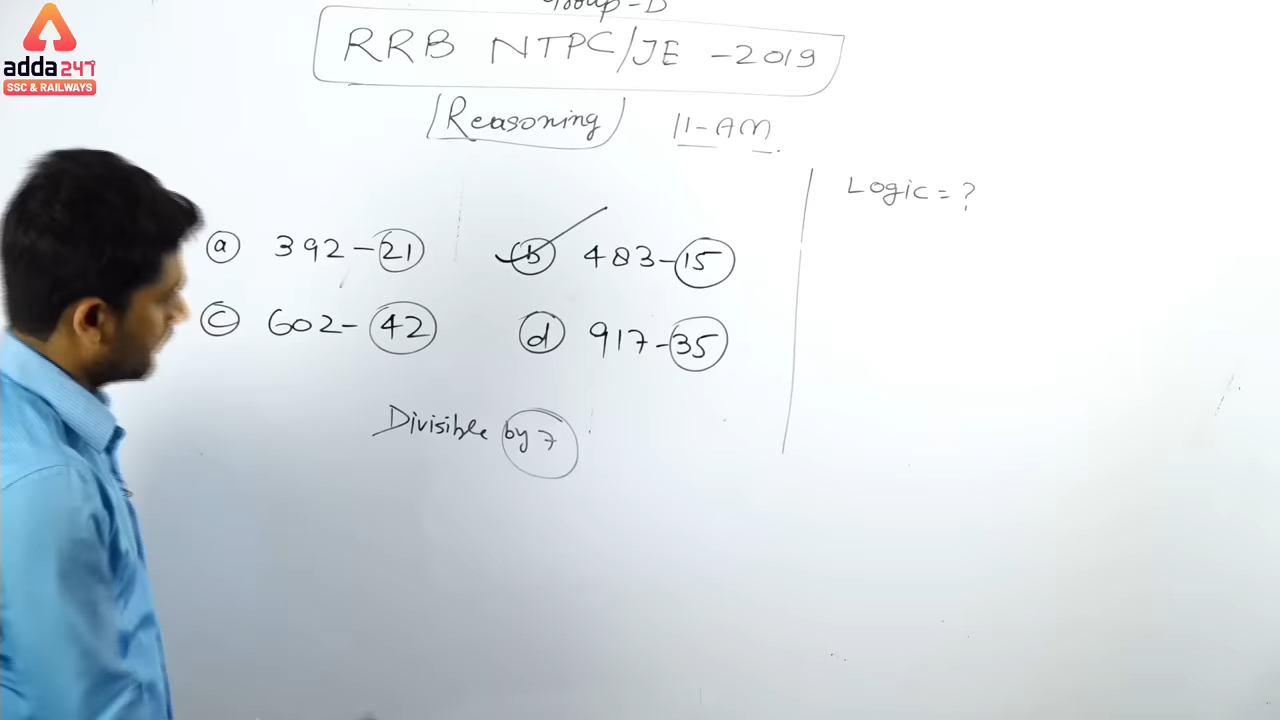 Group-D
RRB NTPC/JE -2019
adda247
SSC & RAILWAYS
Reasoning 11-AM
Logic = ?
a 392-21 b 483-15
c 602-42 d 917-35
Divisible by 7